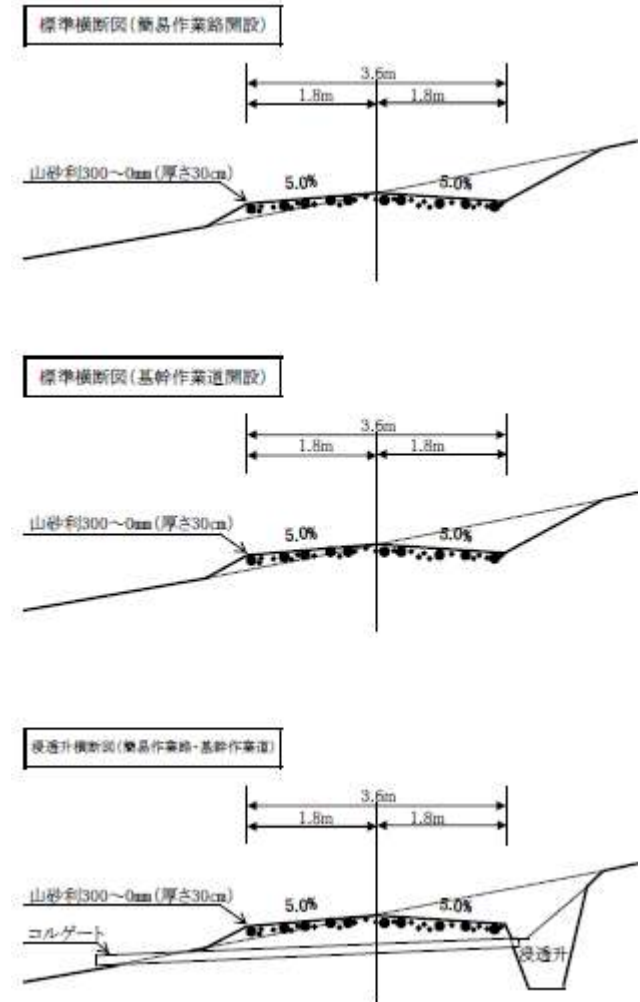 標準横断図(簡易作業路開設)
3.6m
1.8m 1.8m
山砂利300~0mm(厚さ30cm)
5.0% 5.0%
標準横断図(基幹作業道開設)
3.6m
1.8m 1.8m
山砂利300~0mm(厚さ30cm)
5.0% 5.0%
浸透升横断図(簡易作業路・基幹作業道)
3.6m
1.8m 1.8m
山砂利300~0mm(厚さ30cm)
5.0% 5.0%
コルゲート
浸透升